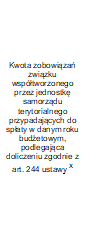 Kwota zobowiązań
związku
współtworzonego
przez jednostkę
samorządu
terytorialnego
przypadających do
spłaty w danym roku
budżetowym,
podlegająca
doliczeniu zgodnie z
art. 244 ustawy x